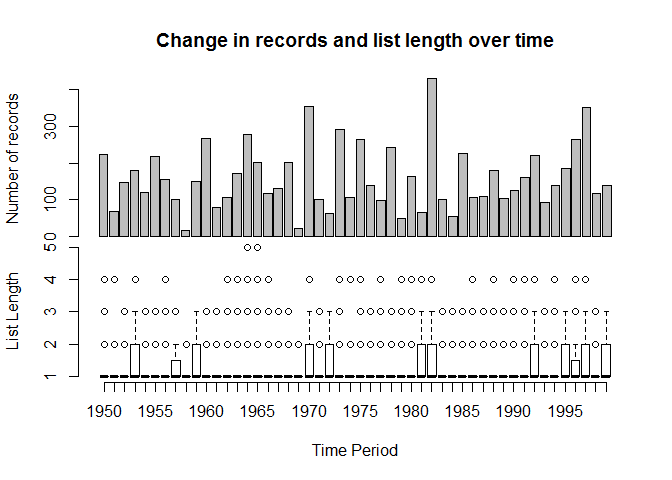 Change in records and list length over time
Number of records
300
100
0
List Length
5
4
3
2
1
1950 1955 1960 1965 1970 1975 1980 1985 1990 1995
Time Period